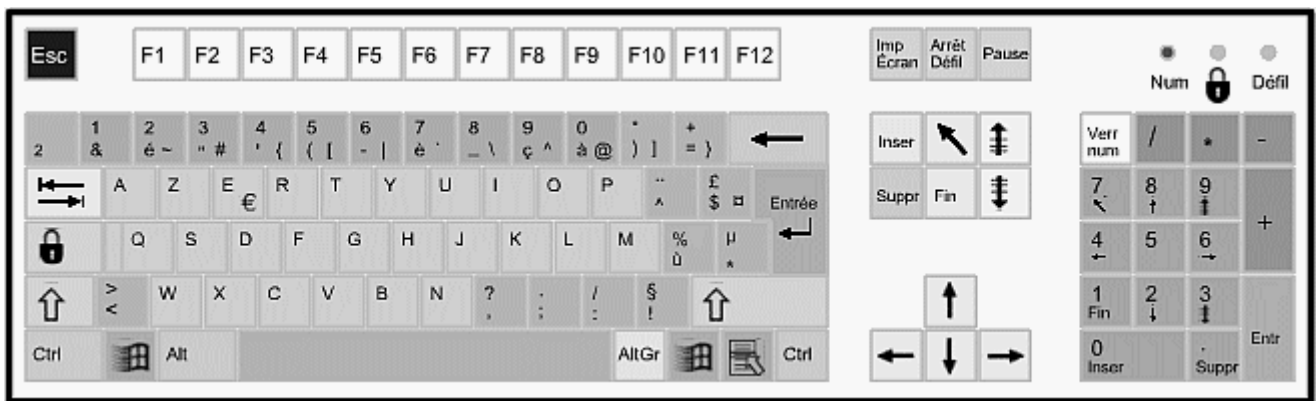 Esc F1 F2 F3 F4 F5 F6 F7 F8 F9 F10 F11 F12 Imp Écran Arrêt Défil Pause
Num Défil
2 1 & 2 é ~ 3 " # 4 ' { 5 ( [ 6 - | 7 è ` 8 _ \ 9 ç ^ 0 à @ ° ) ] + = } Inser Verr num / * -
A Z E € R T Y U I O P ¨ ^ £ $ ¤ Entrée Suppr Fin 7 8 9 +
Q S D F G H J K L M % ù µ * 4 5 6
> < W X C V B N ? , . ; / : § ! 1 Fin 2 3 Entr
Ctrl Alt AltGr Ctrl 0 Inser . Suppr